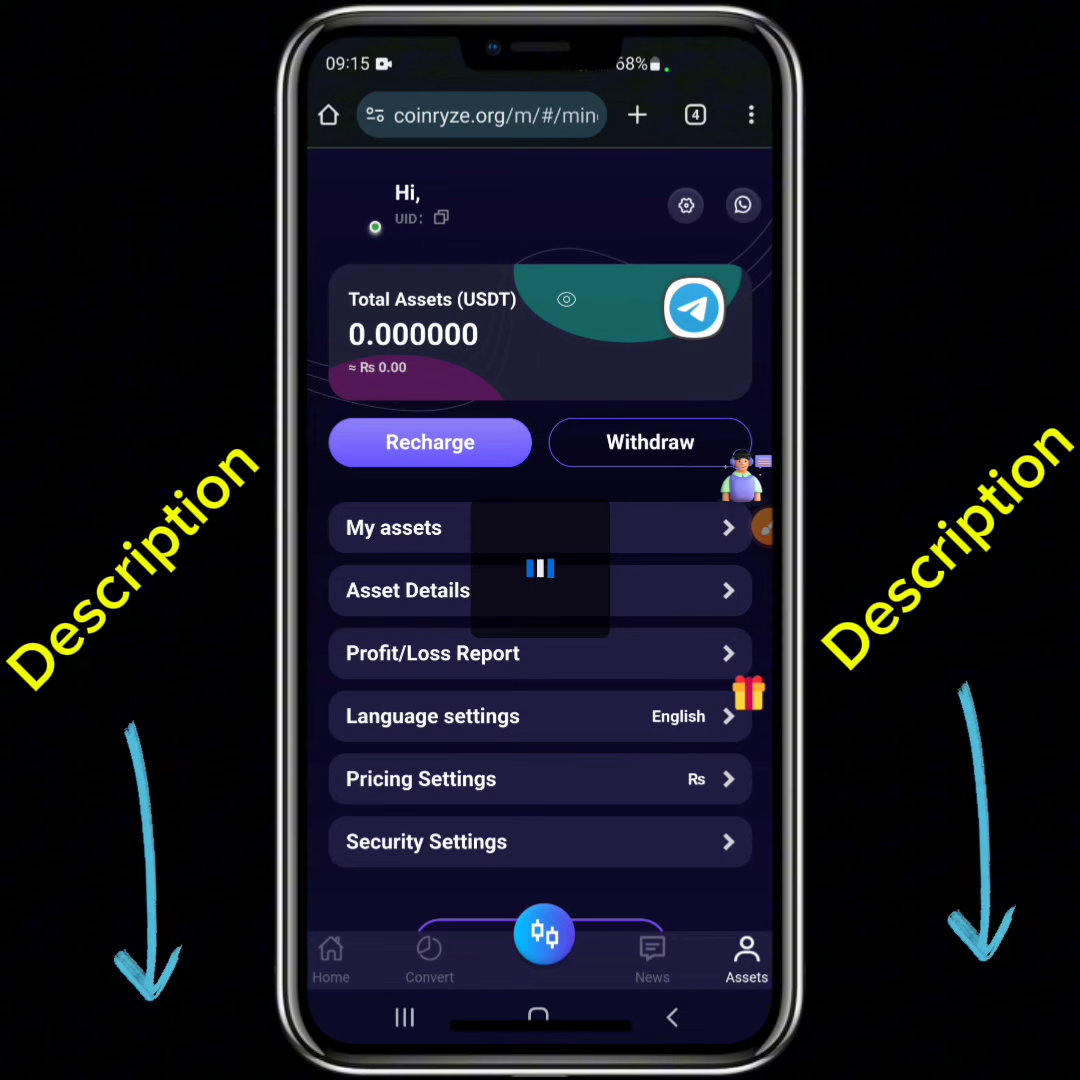 09:15
68%
coinryze.org/m/#/min
4
Hi,
UID:
Total Assets (USDT)
0.000000
≈ Rs 0.00
Recharge
Withdraw
My assets
Asset Details
Profit/Loss Report
Language settings
English
Pricing Settings
Rs
Security Settings
Home
Convert
News
Assets
Description
Description